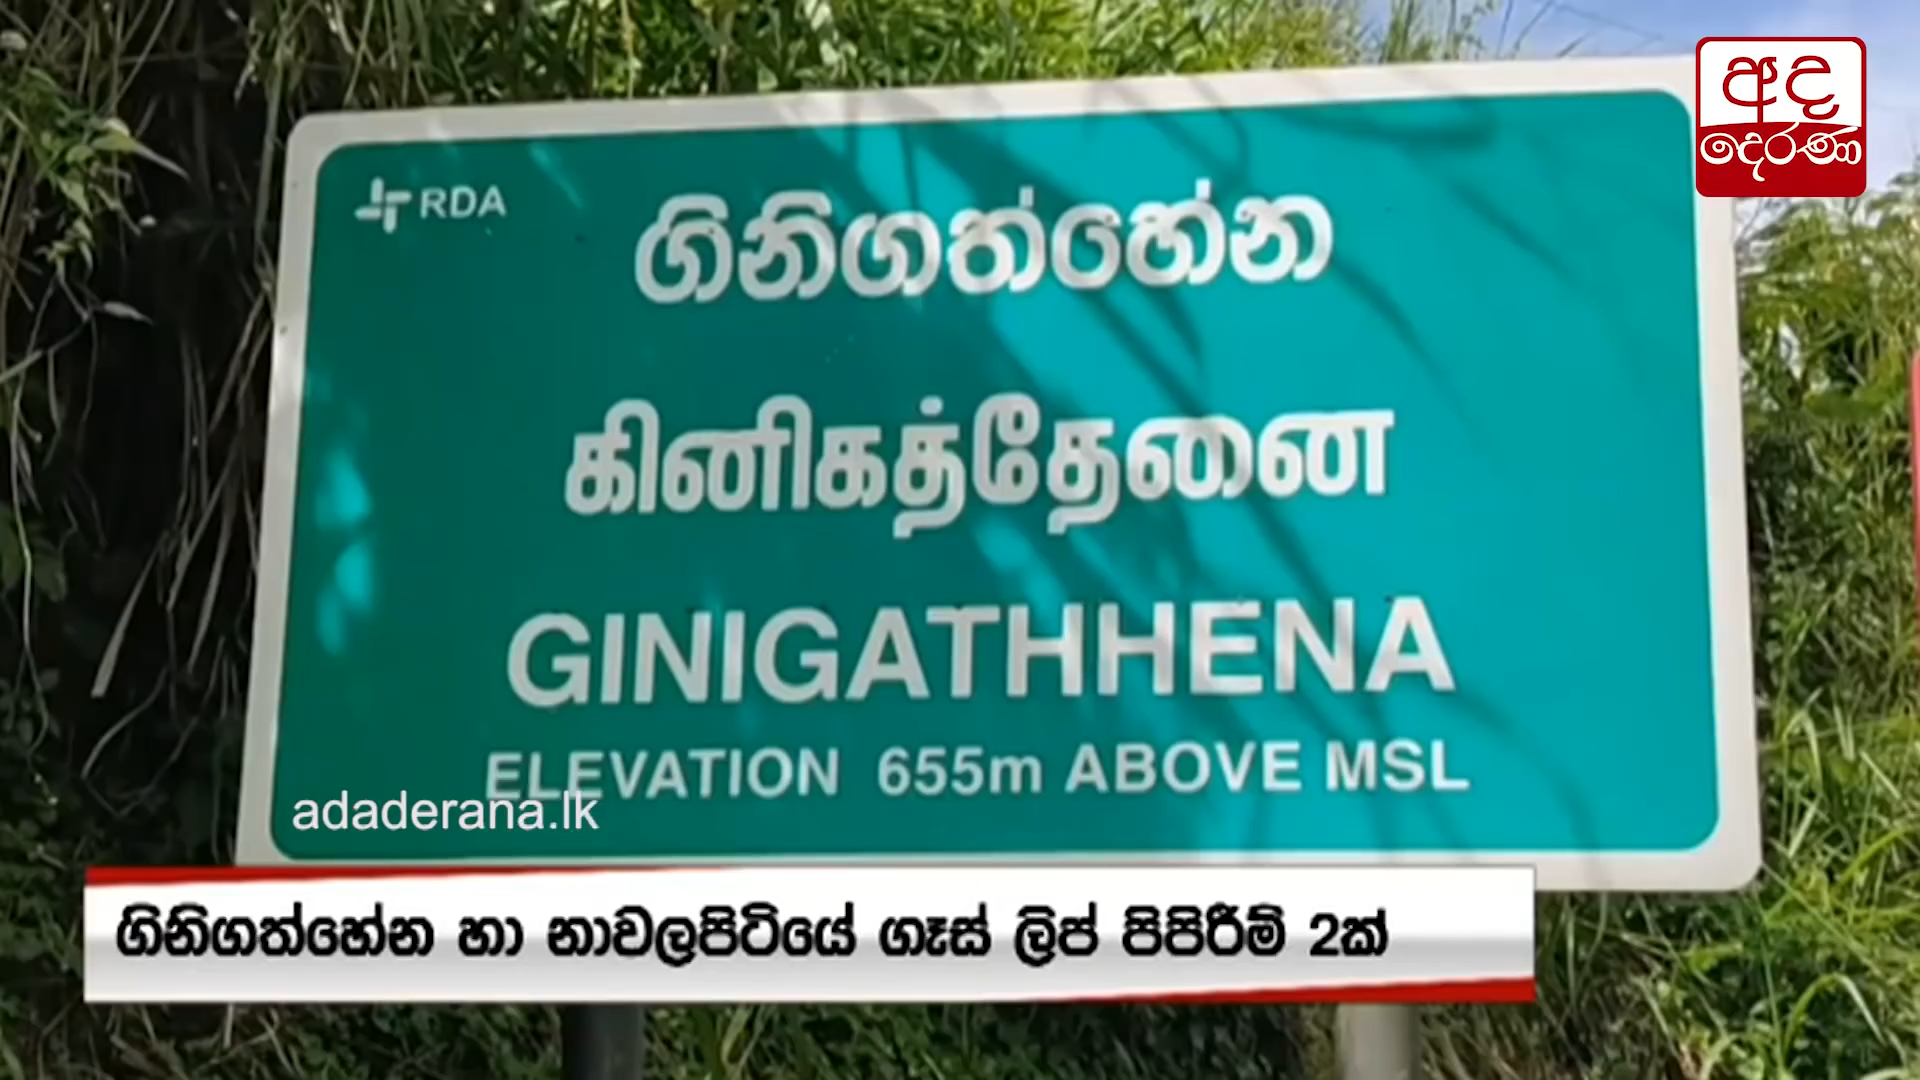 අද
දෙරණ
RDA
ගිනිගත්හේන
கினிகத்தேனை
GINIGATHHENA
ELEVATION 655m ABOVE MSL
adaderana.lk
ගිනිගත්හේන හා නාවලපිටියේ ගෑස් ලිප් පිපිරීම් 2ක්